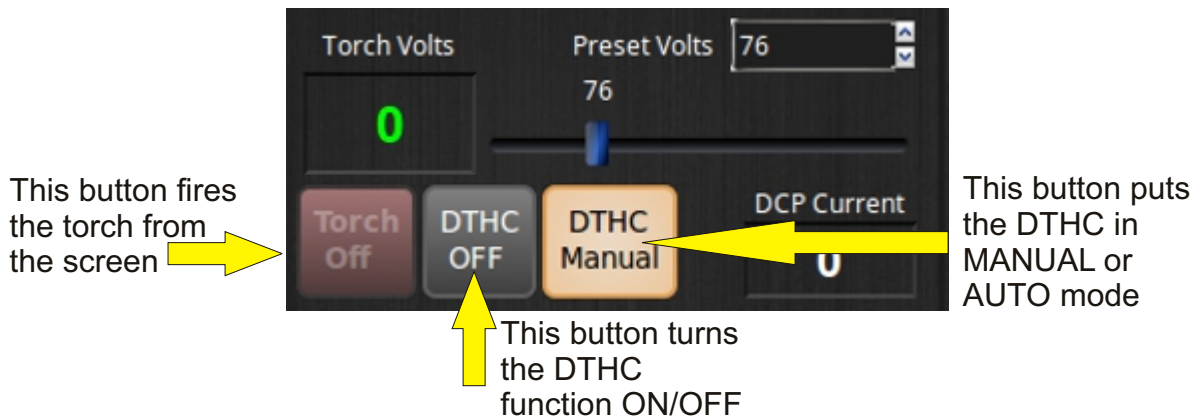 Torch Volts
Preset Volts
76
76
0
This button fires
the torch from
the screen
Torch
Off
DTHC
OFF
DTHC
Manual
DCP Current
0
This button puts
the DTHC in
MANUAL or
AUTO mode
This button turns
the DTHC
function ON/OFF